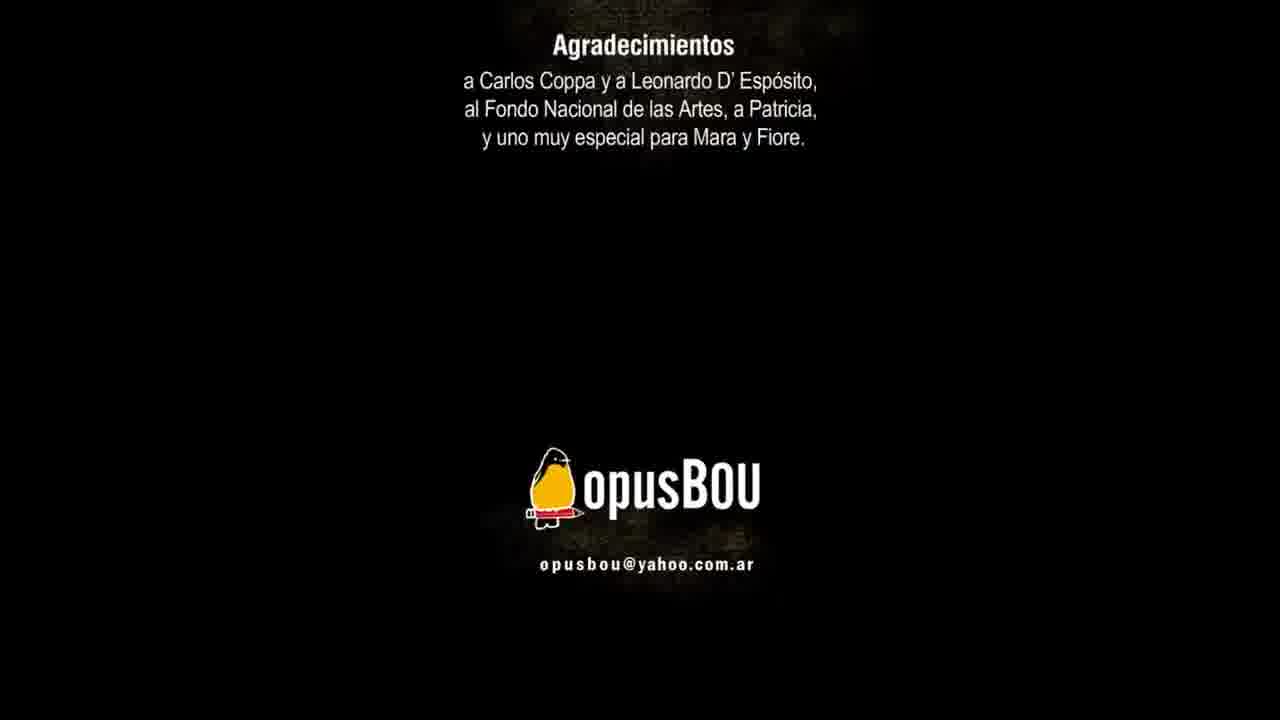 Agradecimientos
a Carlos Coppa y a Leonardo D' Espósito,
al Fondo Nacional de las Artes, a Patricia,
y uno muy especial para Mara y Fiore.
opusBOU
opusbou@yahoo.com.ar